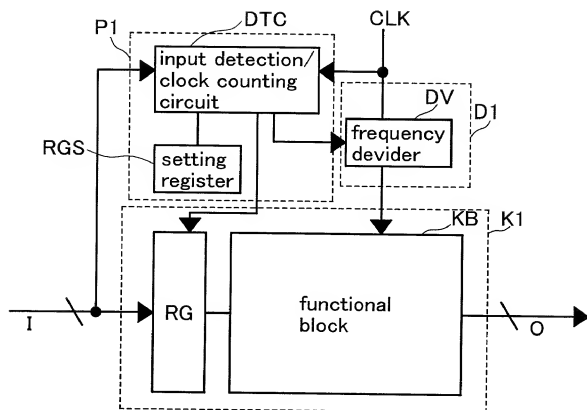 DTC
CLK
P1
input detection/
clock counting
circuit
DV
D1
frequency
devider
RGS
setting
register
KB
K1
RG
functional
block
I
O